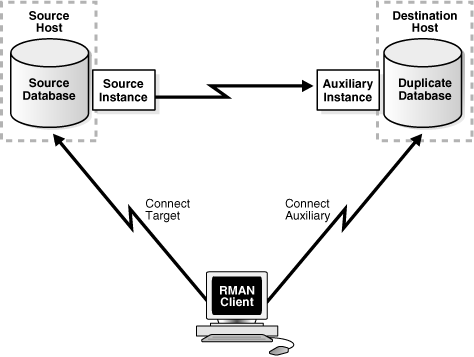 Source
Host
Destination
Host
Source
Database
Source
Instance
Auxiliary
Instance
Duplicate
Database
Connect
Target
Connect
Auxiliary
RMAN
Client